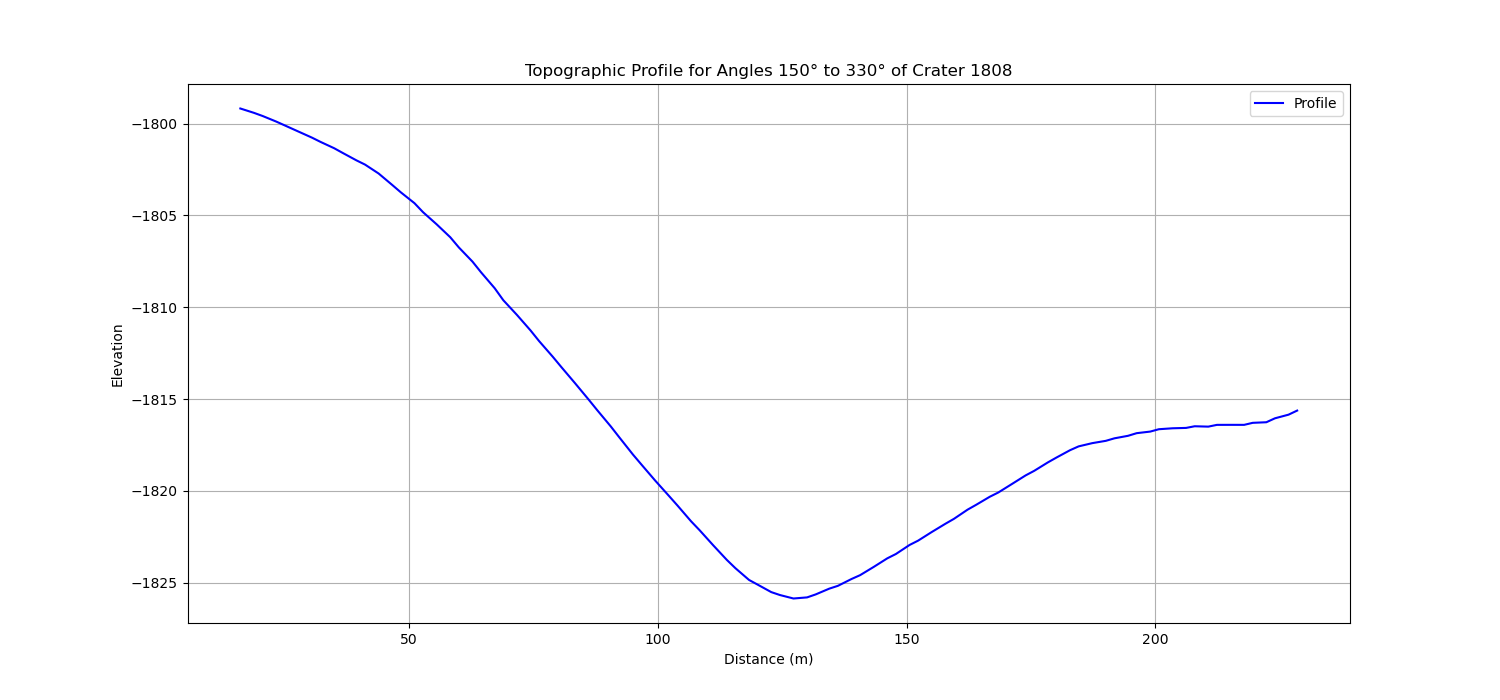 Topographic Profile for Angles 150° to 330° of Crater 1808
Profile
−1800
−1805
−1810
−1815
−1820
−1825
Elevation
50
100
150
200
Distance (m)